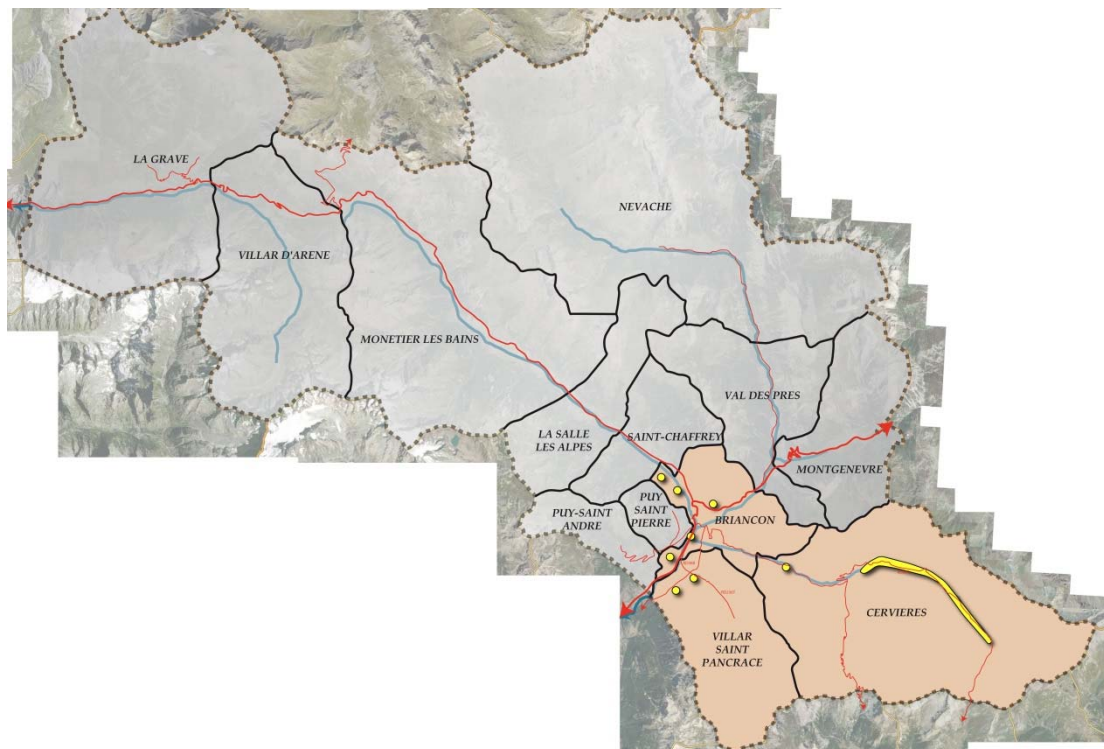 LA GRAVE
NEVACHE
VILLAR D'ARENE
MONETIER LES BAINS
VAL DES PRES
LA SALLE
LES ALPES
SAINT-CHAFFREY
MONTGENEVRE
PUY
SAINT
PIERRE
PUY-SAINT
ANDRE
BRIANCON
CERVIERES
VILLAR
SAINT
PANCRACE